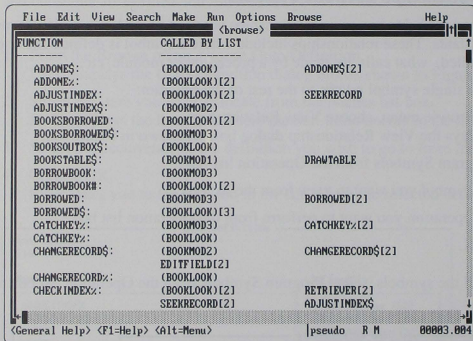 File Edit View Search Make Run Options Browse Help
<browse>
FUNCTION CALLED BY LIST
ADDONE$: (BOOKLOOK) ADDONE$[2]
ADDONE%: (BOOKLOOK)[2]
ADJUSTINDEX: (BOOKLOOK)[2] SEEKRECORD
ADJUSTINDEX$: (BOOKMOD2)
BOOKSBORROWED: (BOOKLOOK)[2]
BOOKSBORROWED$: (BOOKMOD3)
BOOKSOUTBOX$: (BOOKLOOK)
BOOKSTABLE$: (BOOKMOD1) DRAWTABLE
BORROWBOOK: (BOOKMOD3)
BORROWBOOK#: (BOOKLOOK)[2]
BORROWED: (BOOKMOD3) BORROWED[2]
BORROWED$: (BOOKLOOK)[3]
CATCHKEY%: (BOOKMOD3) CATCHKEY%[2]
CATCHKEY%: (BOOKLOOK)
CHANGERECORD$: (BOOKMOD2) CHANGERECORD$[2]
EDITFIELD[2]
CHANGERECORD%: (BOOKLOOK)
CHECKINDEX%: (BOOKLOOK)[2] RETRIEVER[2]
SEEKRECORD[2] ADJUSTINDEX$
<General Help> <F1=Help> <Alt=Menu> pseudo R M 00003.004